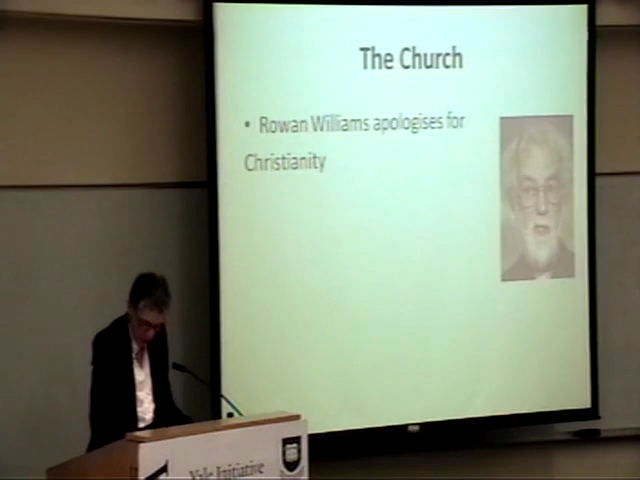 The Church
• Rowan Williams apologises for
Christianity
Yale Initiative